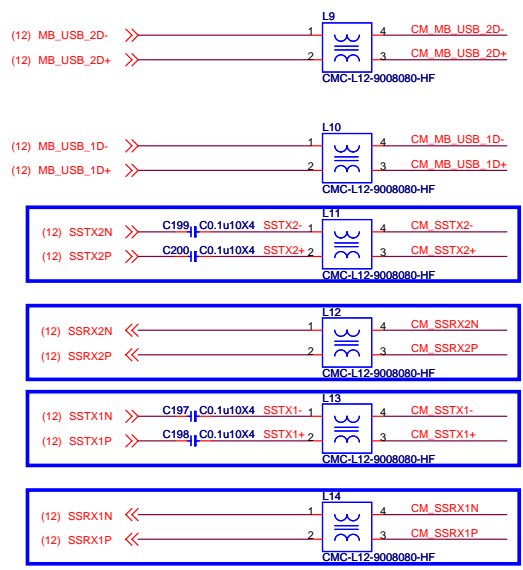 L9
(12) MB_USB_2D- 1 4 CM_MB_USB_2D-
(12) MB_USB_2D+ 2 3 CM_MB_USB_2D+
CMC-L12-9008080-HF
L10
(12) MB_USB_1D- 1 4 CM_MB_USB_1D-
(12) MB_USB_1D+ 2 3 CM_MB_USB_1D+
CMC-L12-9008080-HF
L11
(12) SSTX2N C199 C0.1u10X4 SSTX2- 1 4 CM_SSTX2-
(12) SSTX2P C200 C0.1u10X4 SSTX2+ 2 3 CM_SSTX2+
CMC-L12-9008080-HF
L12
(12) SSRX2N 1 4 CM_SSRX2N
(12) SSRX2P 2 3 CM_SSRX2P
CMC-L12-9008080-HF
L13
(12) SSTX1N C197 C0.1u10X4 SSTX1- 1 4 CM_SSTX1-
(12) SSTX1P C198 C0.1u10X4 SSTX1+ 2 3 CM_SSTX1+
CMC-L12-9008080-HF
L14
(12) SSRX1N 1 4 CM_SSRX1N
(12) SSRX1P 2 3 CM_SSRX1P
CMC-L12-9008080-HF